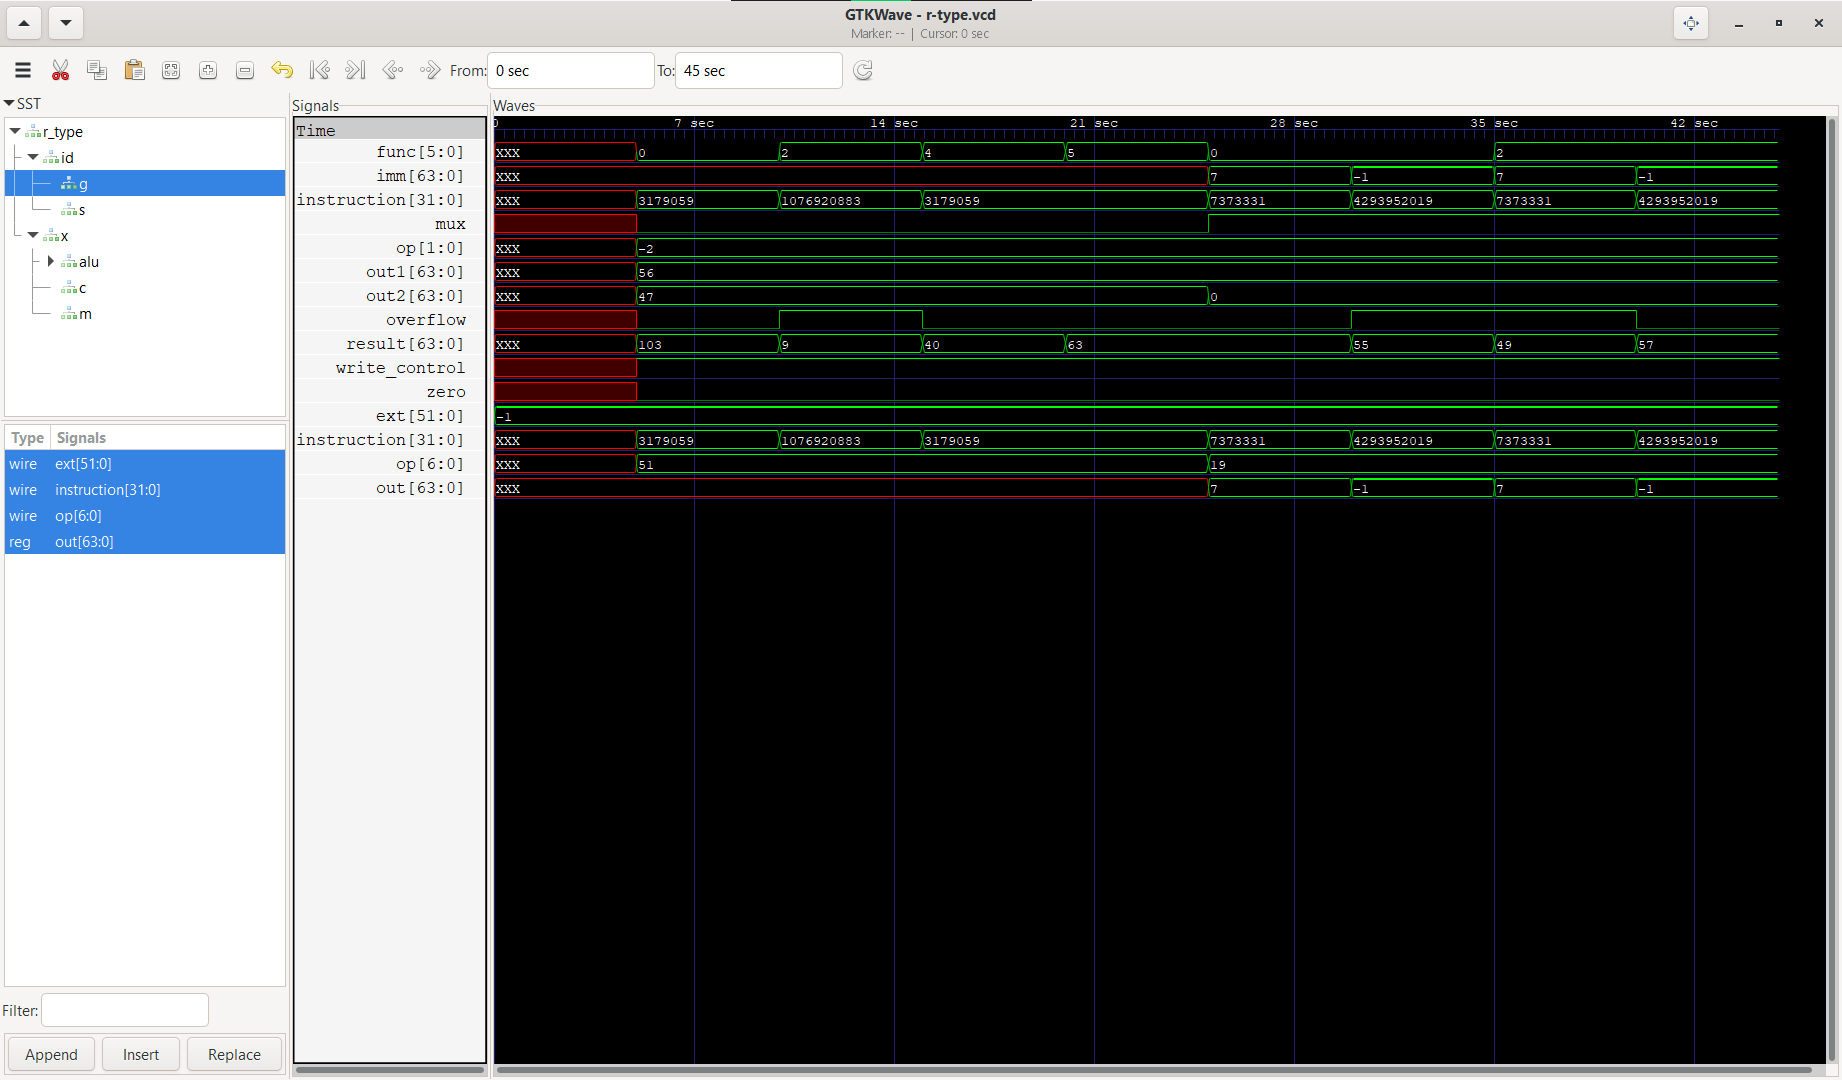 GTKWave - r-type.vcd
Marker: -- | Cursor: 0 sec
From: 0 sec To: 45 sec
SST
r_type
id
g
s
x
alu
c
m
Type Signals
wire ext[51:0]
wire instruction[31:0]
wire op[6:0]
reg out[63:0]
Filter:
Append Insert Replace
Signals
Time
func[5:0]
imm[63:0]
instruction[31:0]
mux
op[1:0]
out1[63:0]
out2[63:0]
overflow
result[63:0]
write_control
zero
ext[51:0]
instruction[31:0]
op[6:0]
out[63:0]
Waves
0 7 sec 14 sec 21 sec 28 sec 35 sec 42 sec
xxx 0 2 4 5 0 2
xxx 7 -1 7 -1
xxx 3179059 1076920883 3179059 7373331 4293952019 7373331 4293952019
xxx -2
xxx 56
xxx 47 0
xxx 103 9 40 63 55 49 57
-1
xxx 3179059 1076920883 3179059 7373331 4293952019 7373331 4293952019
xxx 51 19
xxx 7 -1 7 -1